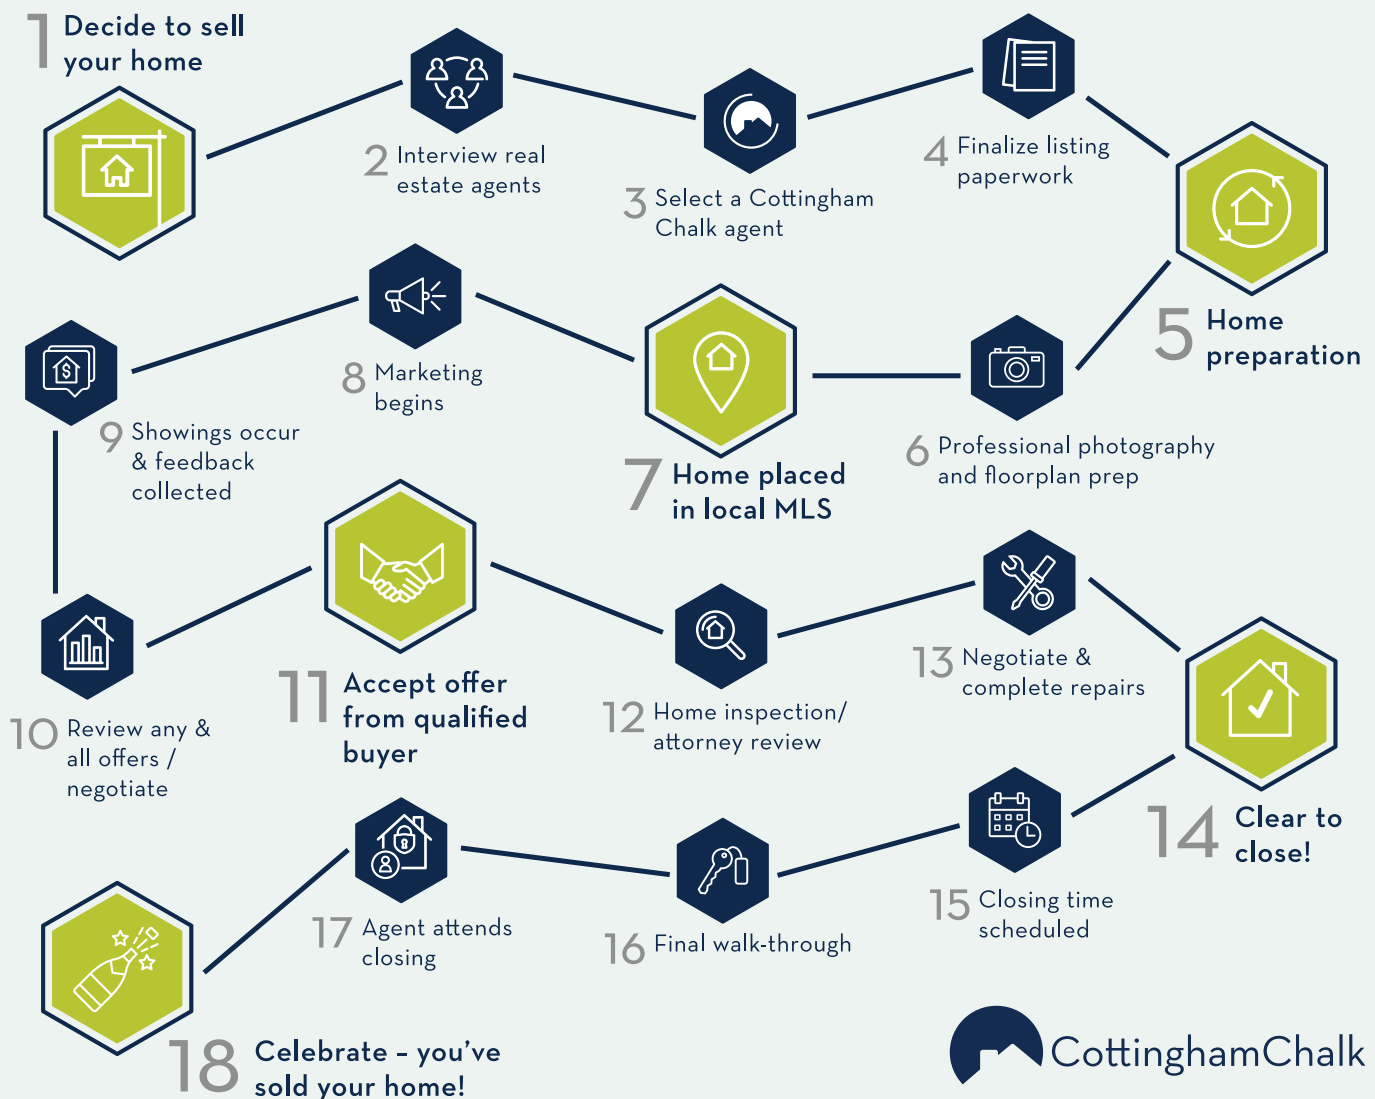 1 Decide to sell
your home
2 Interview real
estate agents
3 Select a Cottingham
Chalk agent
4 Finalize listing
paperwork
5 Home
preparation
6 Professional photography
and floorplan prep
7 Home placed
in local MLS
8 Marketing
begins
9 Showings occur
& feedback
collected
$
10 Review any &
all offers /
negotiate
11 Accept offer
from qualified
buyer
12 Home inspection/
attorney review
13 Negotiate &
complete repairs
14 Clear to
close!
15 Closing time
scheduled
16 Final walk-through
17 Agent attends
closing
18 Celebrate – you've
sold your home!
CottinghamChalk